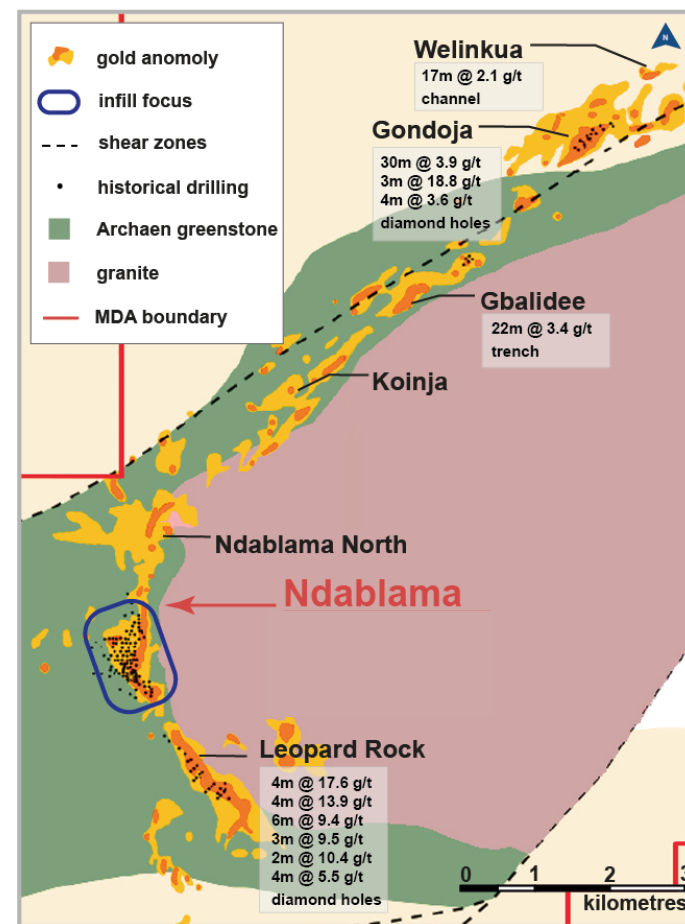 gold anomoly
infill focus
shear zones
historical drilling
Archaen greenstone
granite
MDA boundary
N
Welinkua
17m @ 2.1 g/t
channel
Gondoja
30m @ 3.9 g/t
3m @ 18.8 g/t
4m @ 3.6 g/t
diamond holes
Gbalidee
22m @ 3.4 g/t
trench
Koinja
Ndablama North
Ndablama
Leopard Rock
4m @ 17.6 g/t
4m @ 13.9 g/t
6m @ 9.4 g/t
3m @ 9.5 g/t
2m @ 10.4 g/t
4m @ 5.5 g/t
diamond holes
0 1 2 3
kilometres